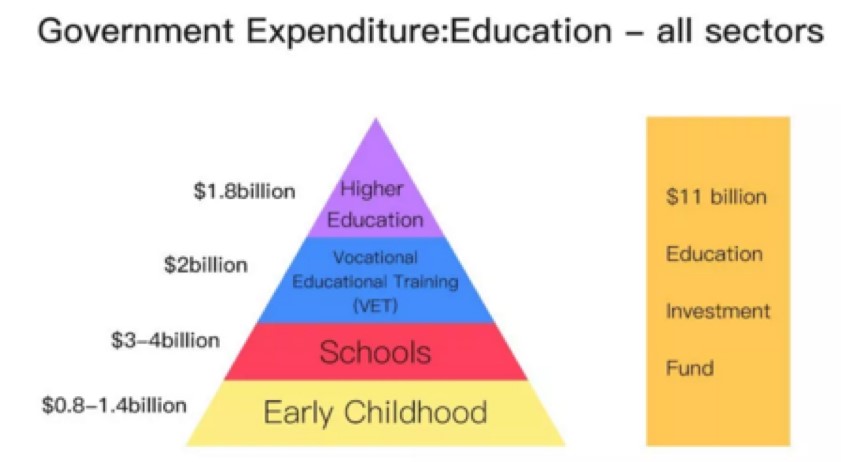 Government Expenditure:Education – all sectors
$1.8billion
Higher
Education
$2billion
Vocational
Educational Training
(VET)
$3–4billion
Schools
$0.8–1.4billion
Early Childhood
$11 billion
Education
Investment
Fund